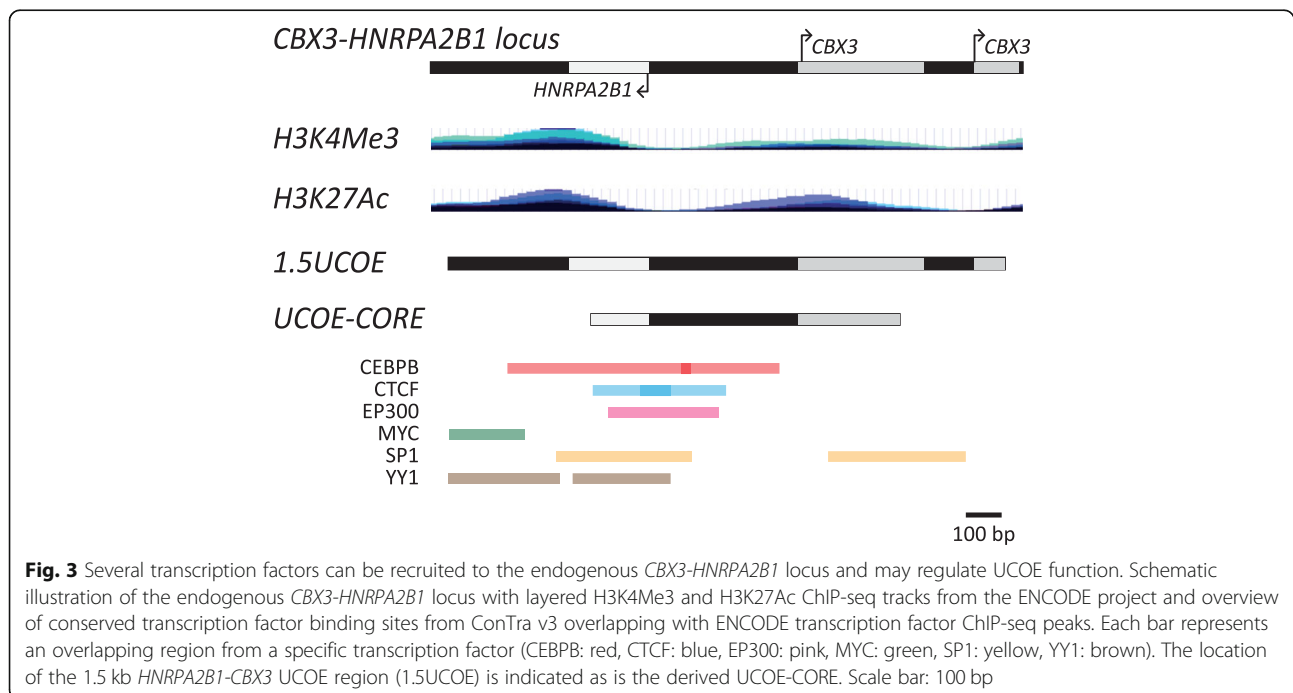 CBX3-HNRPA2B1 locus
CBX3
CBX3
HNRPA2B1
H3K4Me3
H3K27Ac
1.5UCOE
UCOE-CORE
CEBPB
CTCF
EP300
MYC
SP1
YY1
100 bp
Fig. 3 Several transcription factors can be recruited to the endogenous CBX3-HNRPA2B1 locus and may regulate UCOE function. Schematic
illustration of the endogenous CBX3-HNRPA2B1 locus with layered H3K4Me3 and H3K27Ac ChIP-seq tracks from the ENCODE project and overview
of conserved transcription factor binding sites from ConTra v3 overlapping with ENCODE transcription factor ChIP-seq peaks. Each bar represents
an overlapping region from a specific transcription factor (CEBPB: red, CTCF: blue, EP300: pink, MYC: green, SP1: yellow, YY1: brown). The location
of the 1.5 kb HNRPA2B1-CBX3 UCOE region (1.5UCOE) is indicated as is the derived UCOE-CORE. Scale bar: 100 bp